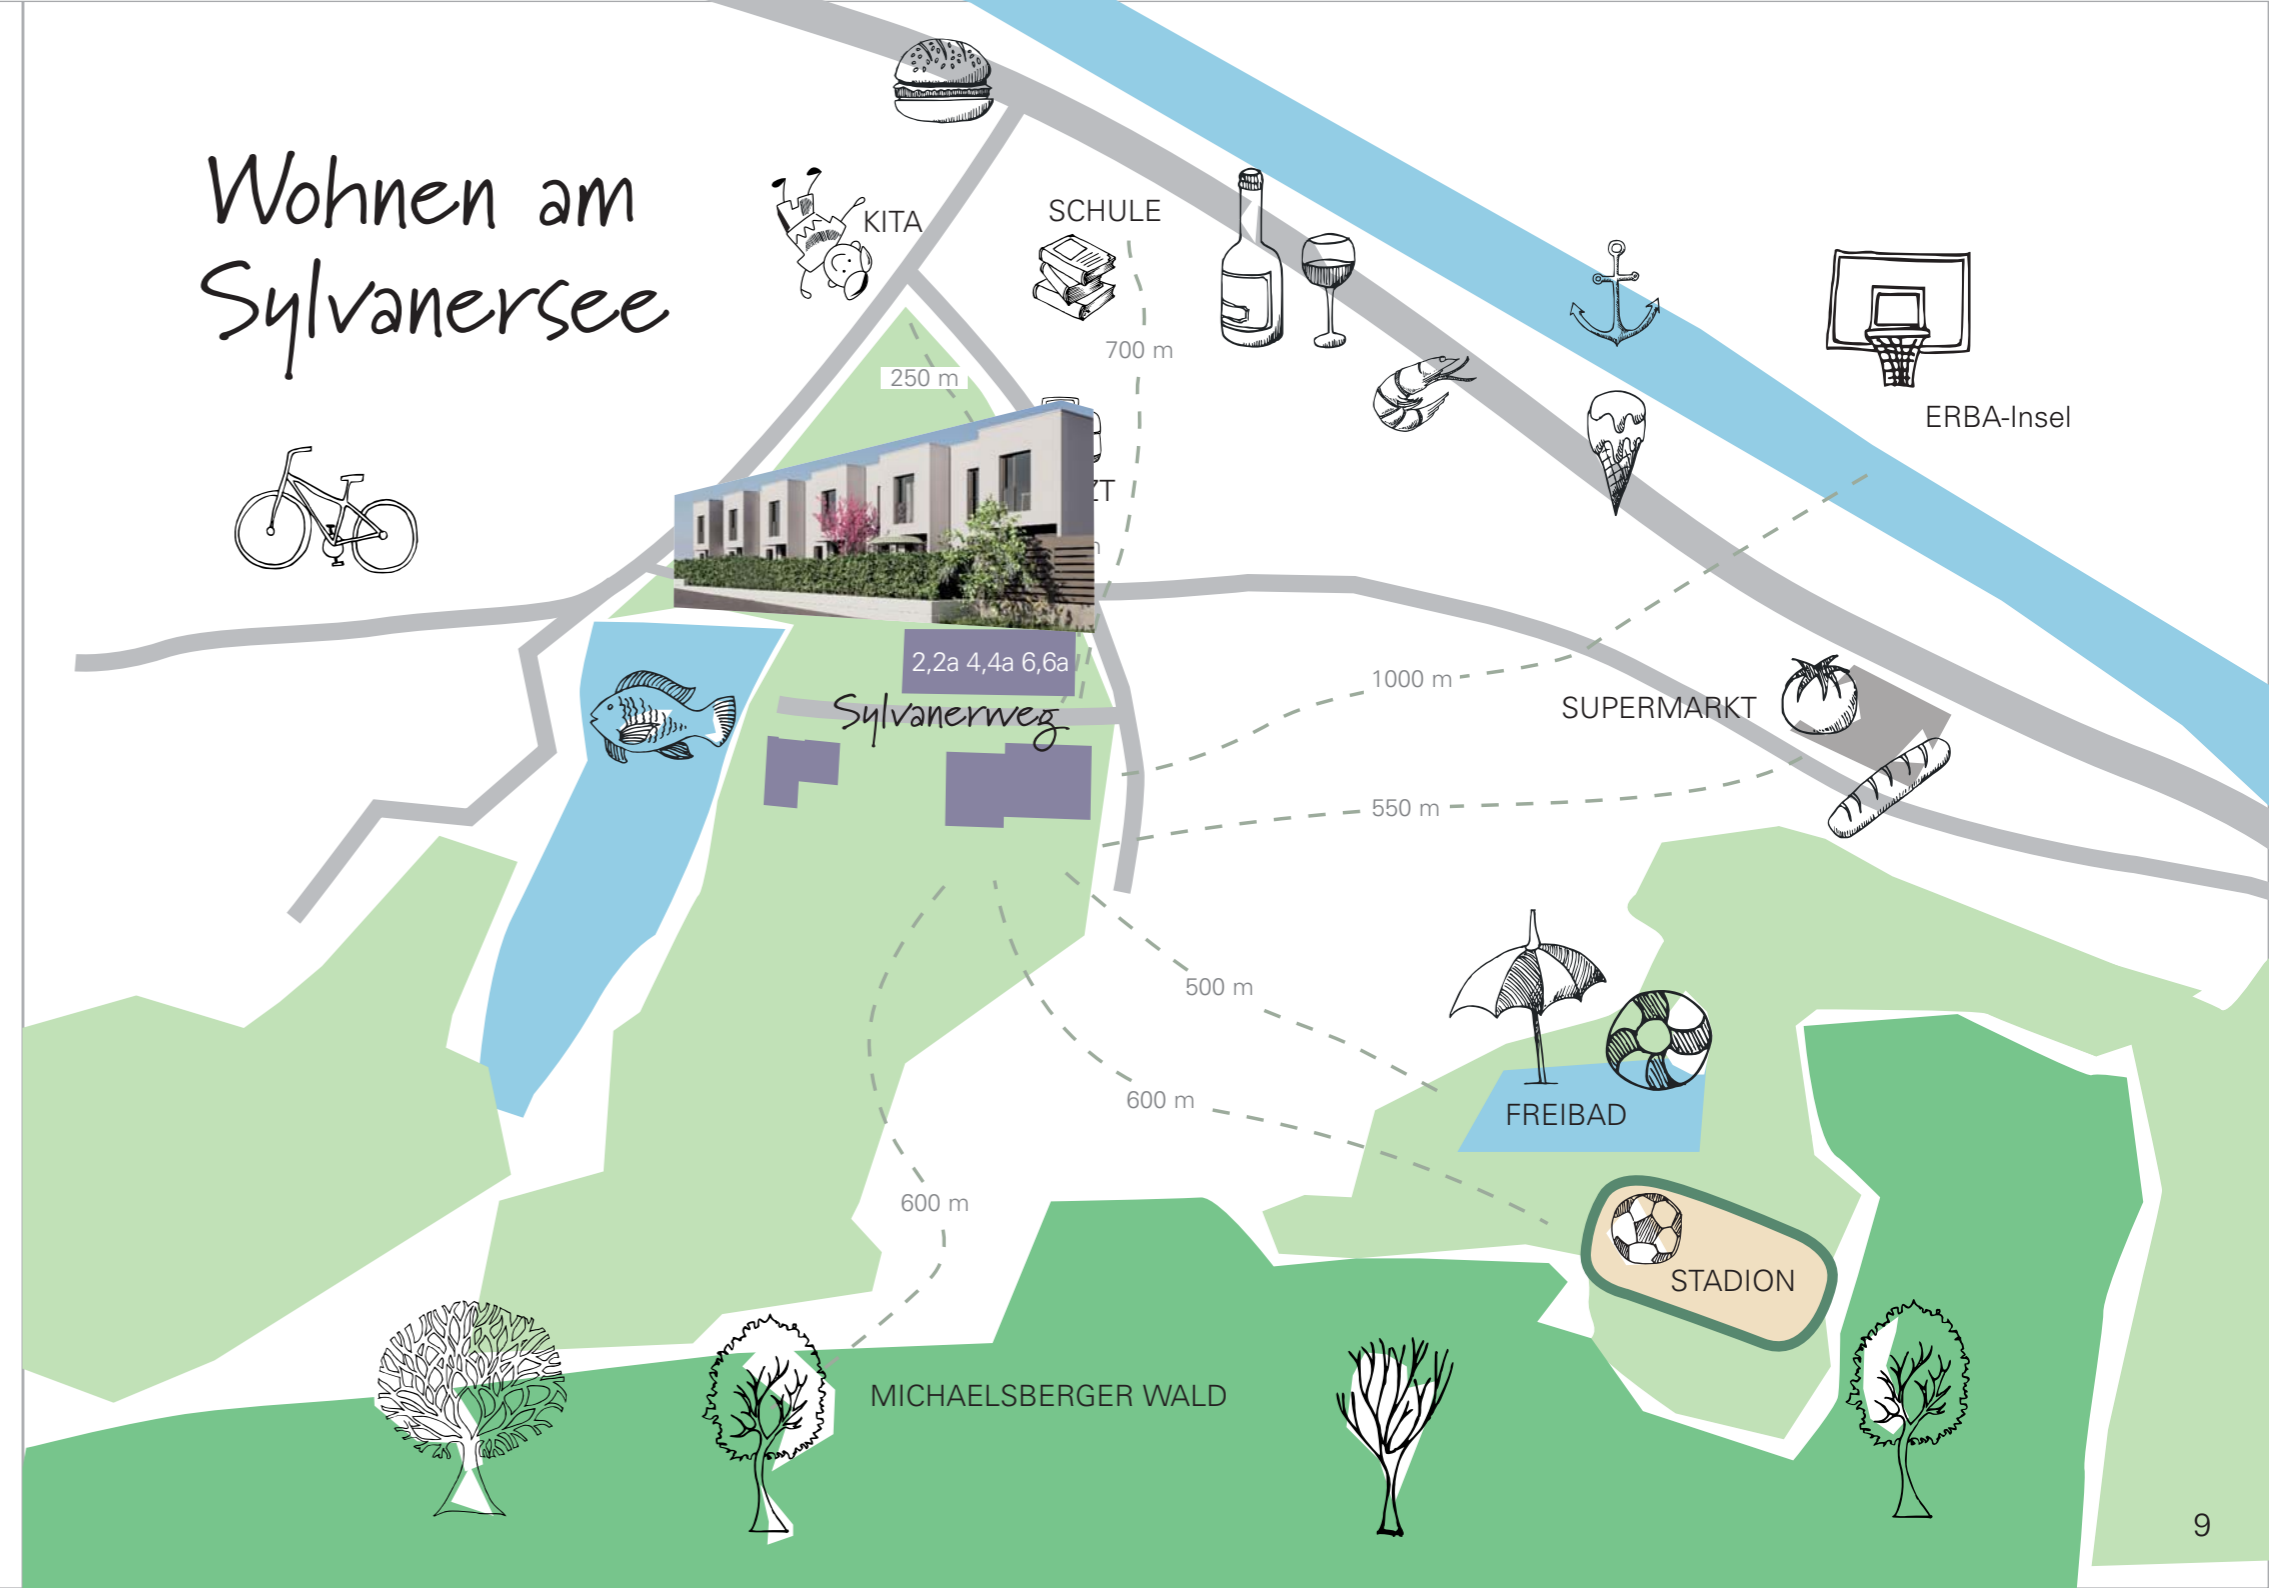 Wohnen am
Sylvanersee
KITA
SCHULE
700 m
250 m
ERBA-Insel
2,2a 4,4a 6,6a
Sylvanerweg
1000 m
SUPERMARKT
550 m
500 m
600 m
FREIBAD
600 m
STADION
MICHAELSBERGER WALD
9